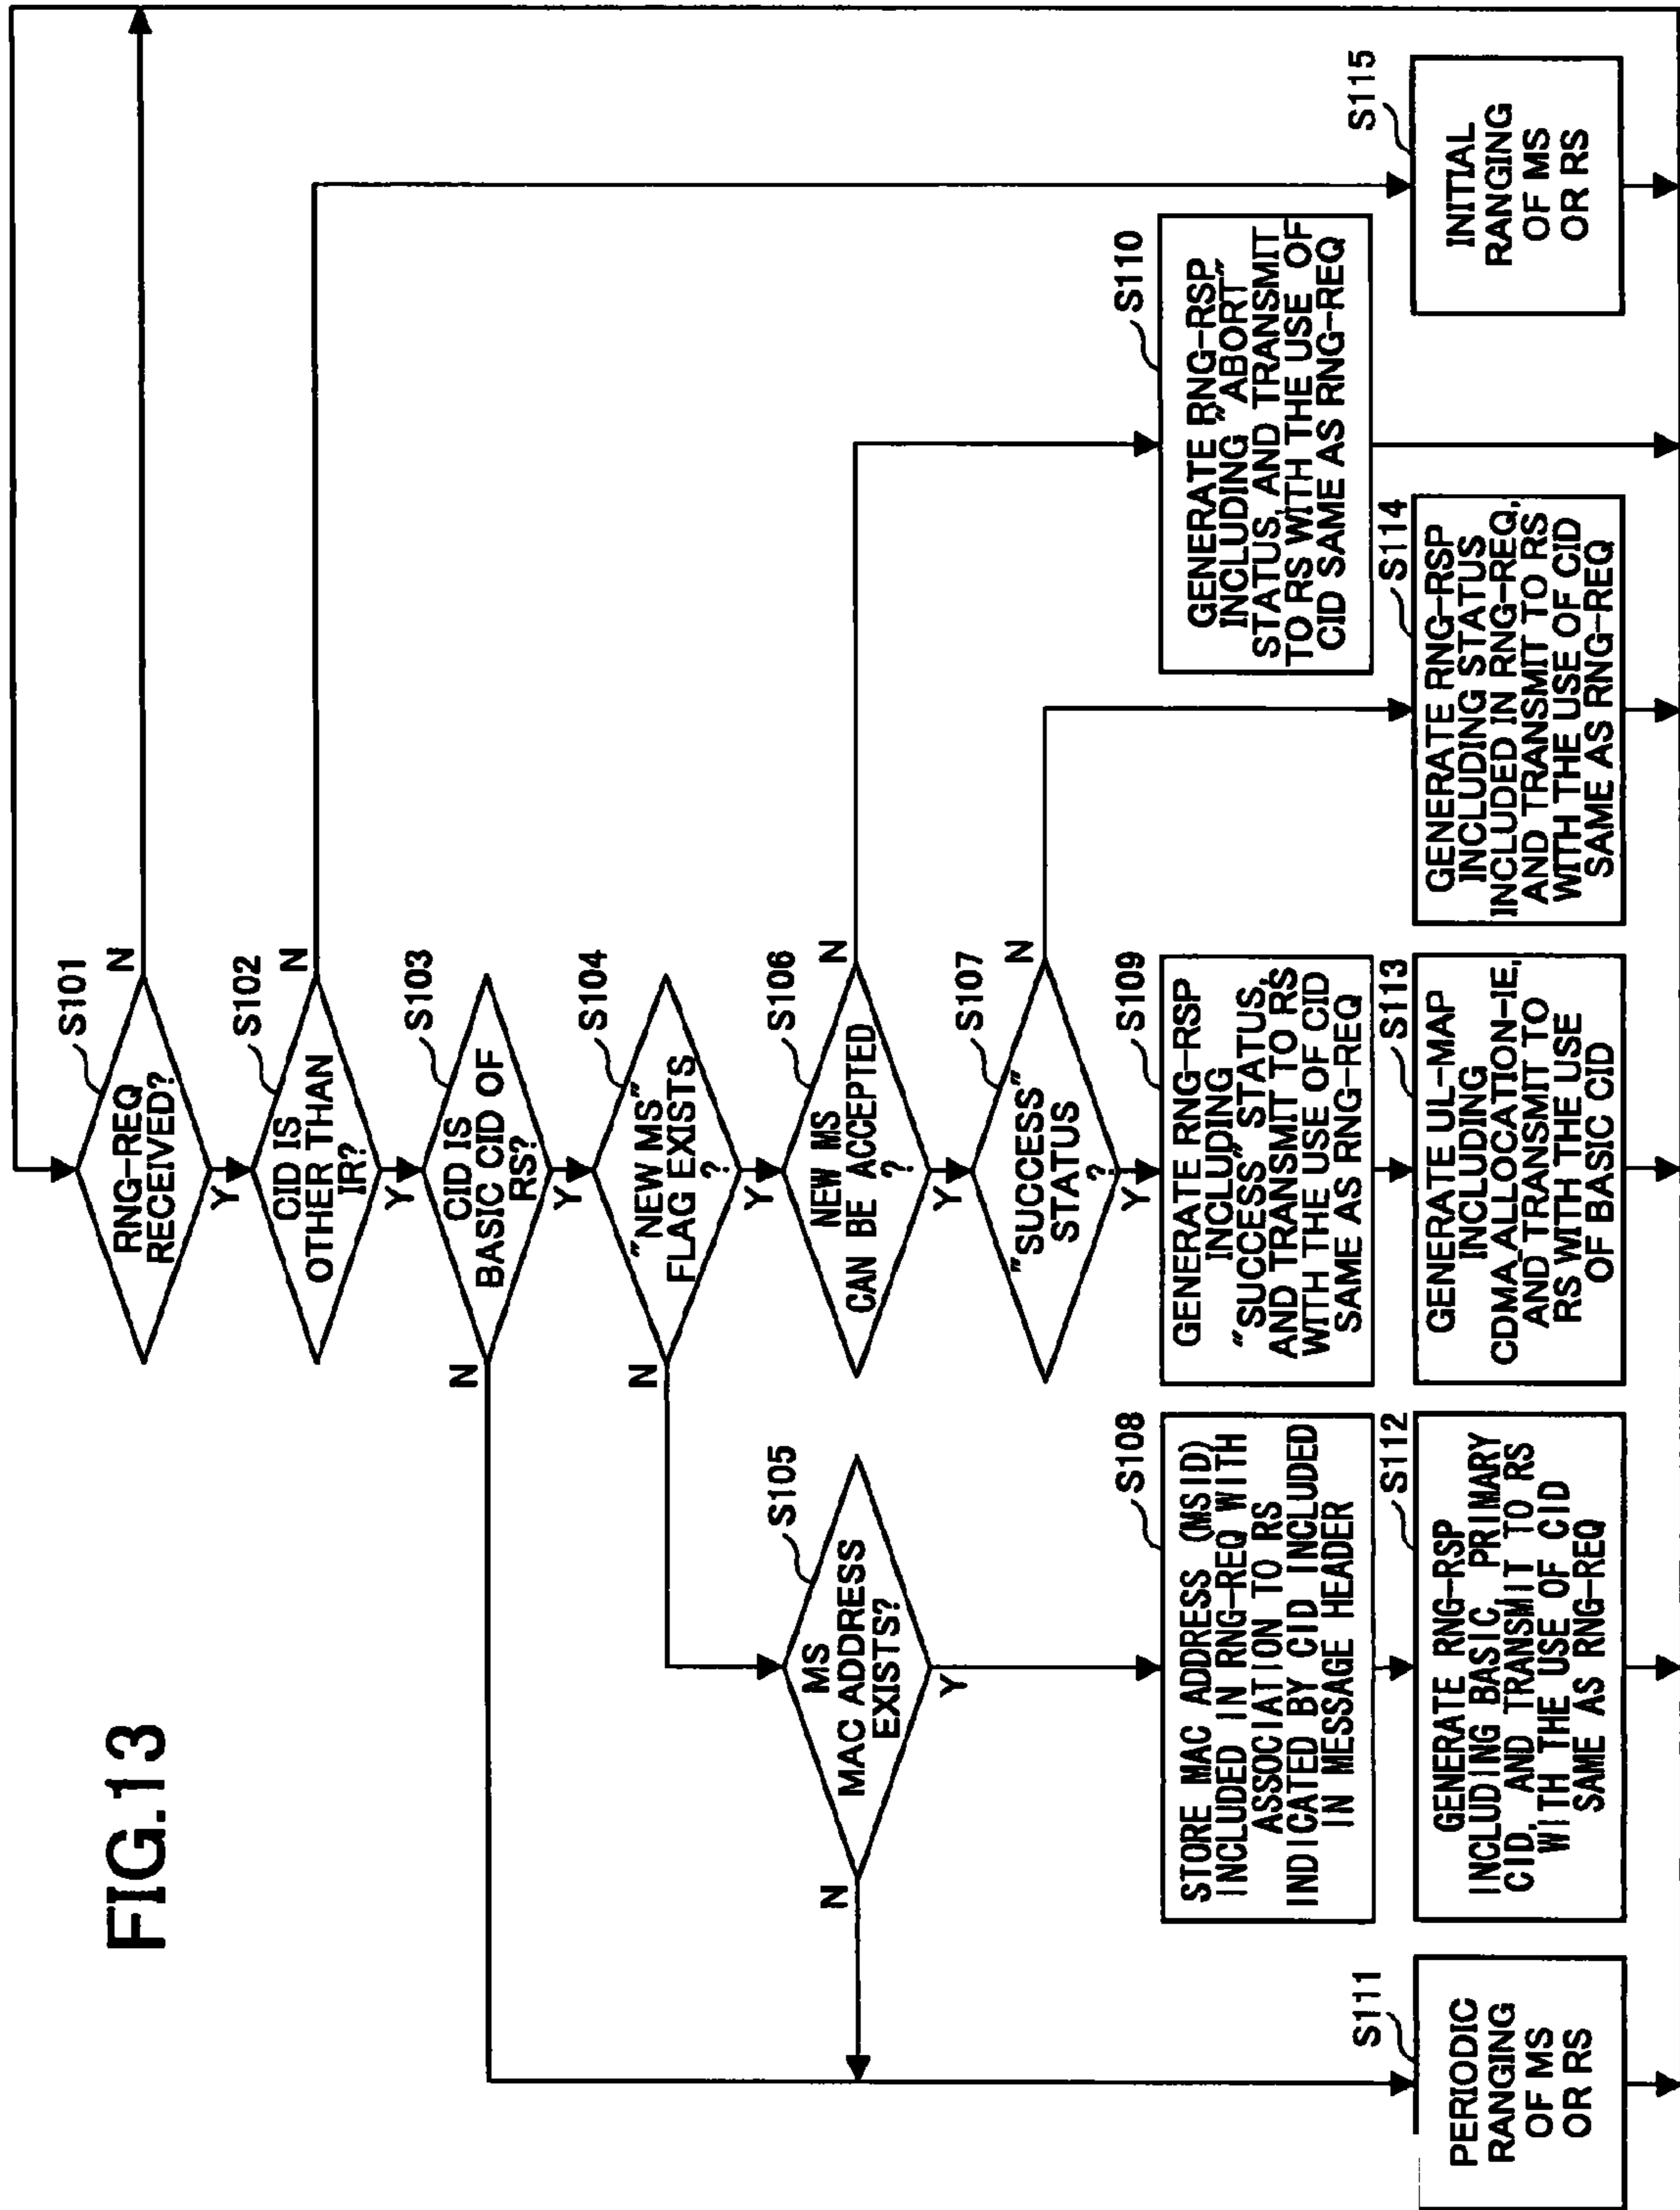 FIG.13
S101
RNG-REQ
RECEIVED?
N
Y
S102
CID IS
OTHER THAN
IR?
N
Y
S103
CID IS
BASIC CID OF
RS?
N
Y
S104
"NEW MS"
FLAG EXISTS
?
N
Y
S105
MS
MAC ADDRESS
EXISTS?
N
Y
S106
NEW MS
CAN BE ACCEPTED
?
N
Y
S107
"SUCCESS"
STATUS
?
N
Y
S108
STORE MAC ADDRESS (MSID)
INCLUDED IN RNG-REQ WITH
ASSOCIATION TO RS
INDICATED BY CID INCLUDED
IN MESSAGE HEADER
S109
GENERATE RNG-RSP
INCLUDING
"SUCCESS" STATUS,
AND TRANSMIT TO RS
WITH THE USE OF CID
SAME AS RNG-REQ
S110
GENERATE RNG-RSP
INCLUDING "ABORT"
STATUS, AND TRANSMIT
TO RS WITH THE USE OF
CID SAME AS RNG-REQ
S111
PERIODIC
RANGING
OF MS
OR RS
S112
GENERATE RNG-RSP
INCLUDING BASIC, PRIMARY
CID, AND TRANSMIT TO RS
WITH THE USE OF CID
SAME AS RNG-REQ
S113
GENERATE UL-MAP
INCLUDING
CDMA_ALLOCATION-IE,
AND TRANSMIT TO
RS WITH THE USE
OF BASIC CID
S114
GENERATE RNG-RSP
INCLUDING STATUS
INCLUDED IN RNG-REQ,
AND TRANSMIT TO RS
WITH THE USE OF CID
SAME AS RNG-REQ
S115
INITIAL
RANGING
OF MS
OR RS